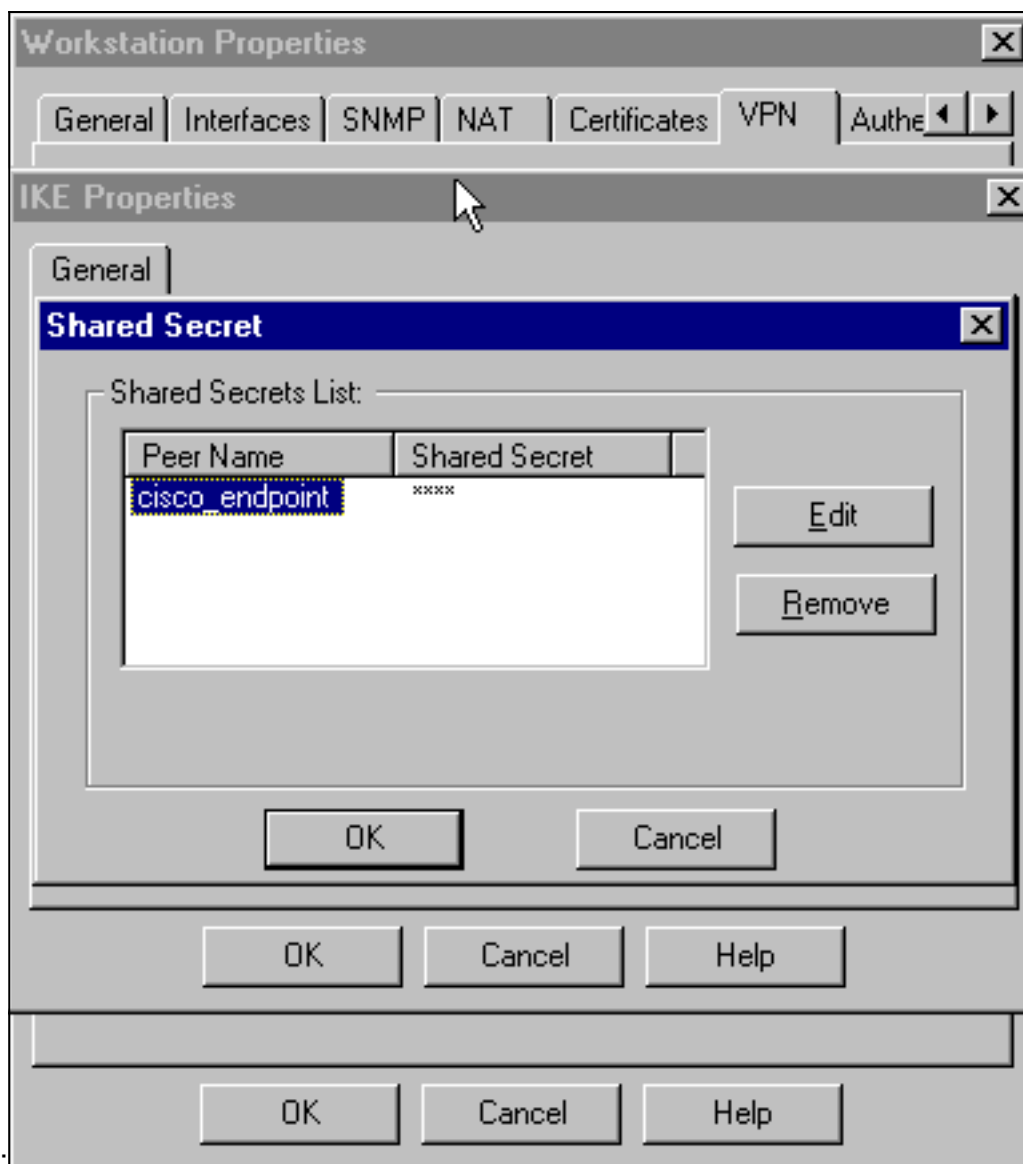 Workstation Properties
General Interfaces SNMP NAT Certificates VPN Authe
IKE Properties
General
Shared Secret
Shared Secrets List:
Peer Name Shared Secret
cisco_endpoint ****
Edit
Remove
OK Cancel
OK Cancel Help
OK Cancel Help
.